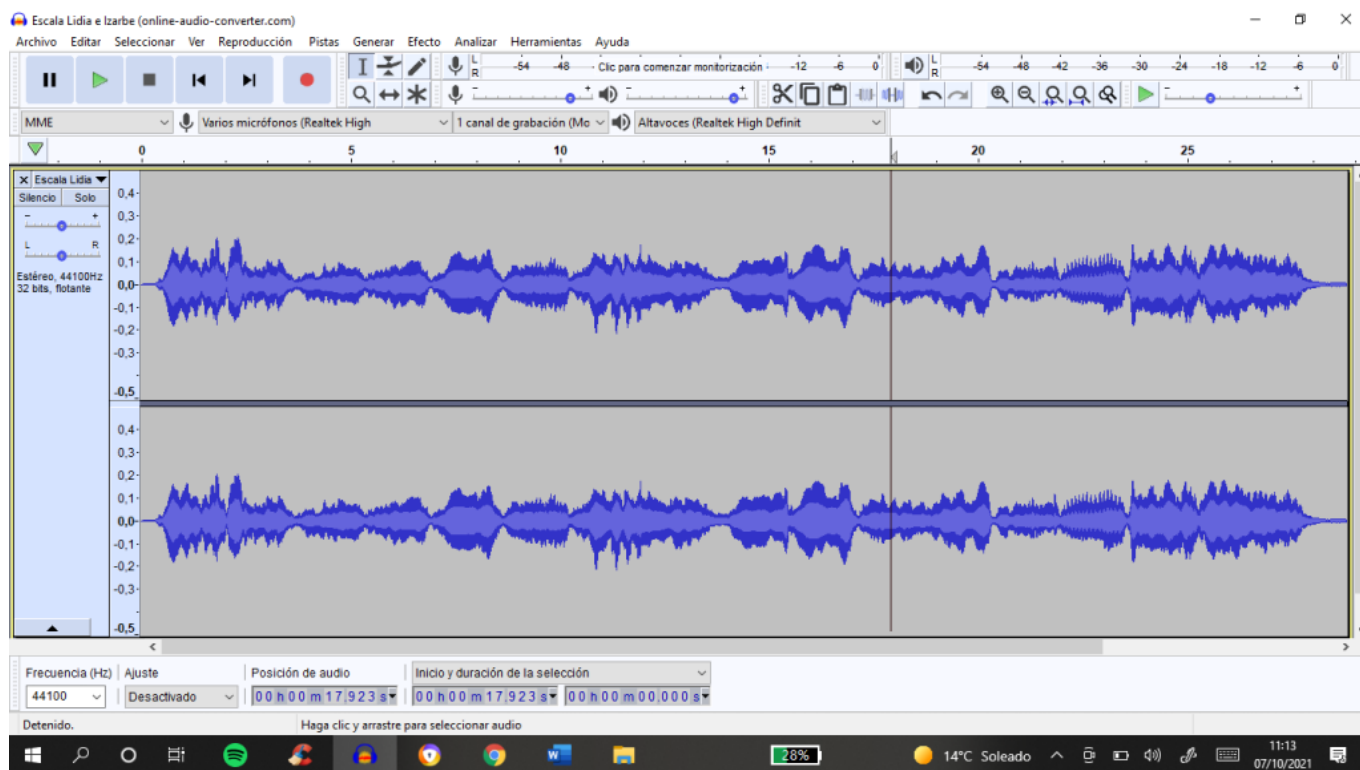 Escala Lidia e Izarbe (online-audio-converter.com)
Archivo Editar Seleccionar Ver Reproducción Pistas Generar Efecto Analizar Herramientas Ayuda
L R -54 -48 Clic para comenzar monitorización -12 -6 0 L R -54 -48 -42 -36 -30 -24 -18 -12 -6 0
MME Varios micrófonos (Realtek High 1 canal de grabación (Mo Altavoces (Realtek High Definit
0 5 10 15 20 25
Escala Lidia
Silencio Solo
- +
L R
Estéreo, 44100Hz
32 bits, flotante
0,4
0,3
0,2
0,1
0,0
-0,1
-0,2
-0,3
-0,5
0,4
0,3
0,2
0,1
0,0
-0,1
-0,2
-0,3
-0,5
Frecuencia (Hz) Ajuste Posición de audio Inicio y duración de la selección
44100 Desactivado 00 h 00 m 17,923 s 00 h 00 m 17,923 s 00 h 00 m 00,000 s
Detenido. Haga clic y arrastre para seleccionar audio
28% 14°C Soleado 11:13
07/10/2021